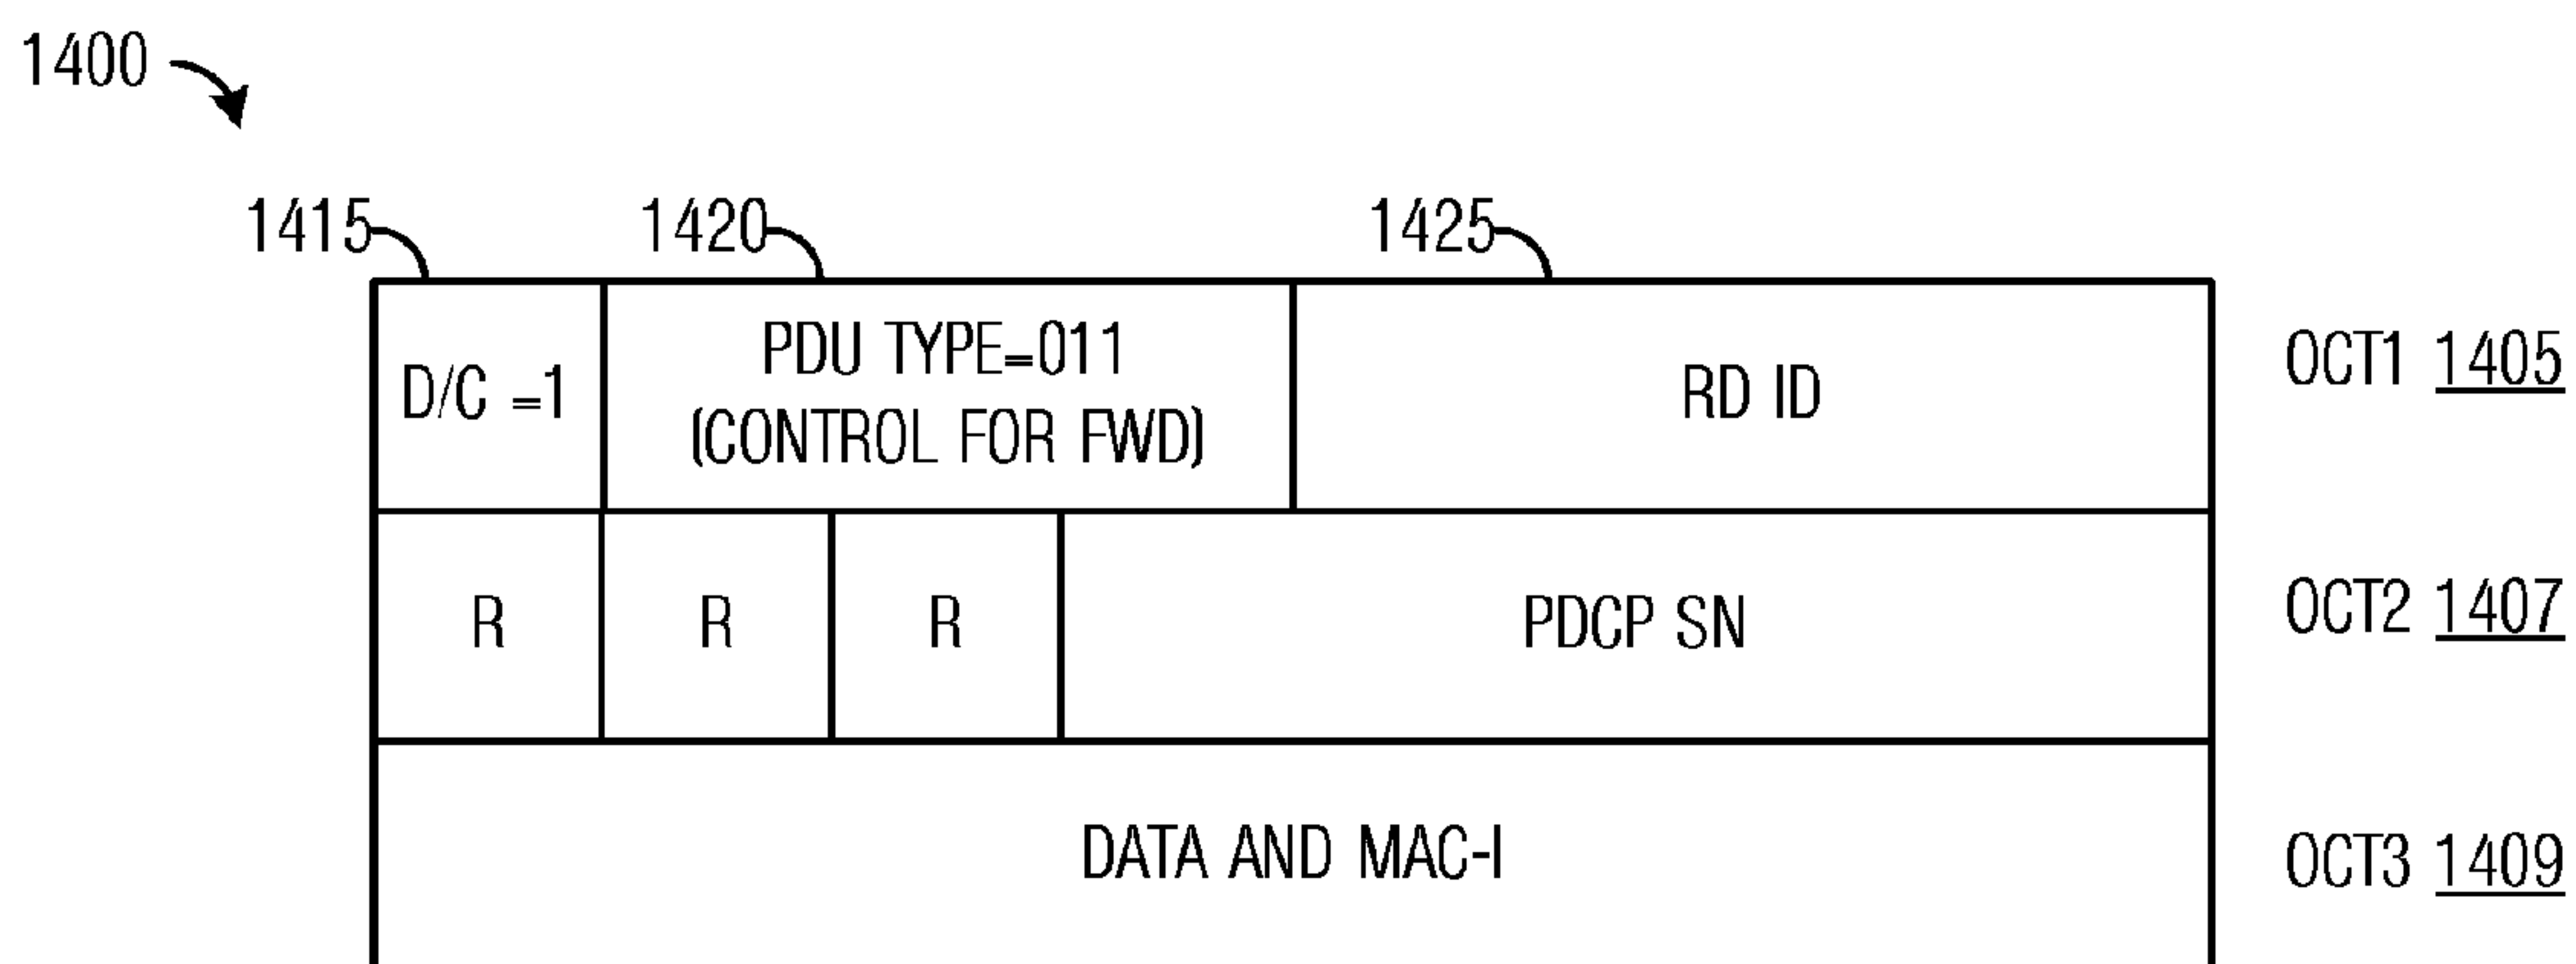 1400
1415
1420
1425
D/C =1
PDU TYPE=011
(CONTROL FOR FWD)
RD ID
OCT1 1405
R
R
R
PDCP SN
OCT2 1407
DATA AND MAC-I
OCT3 1409